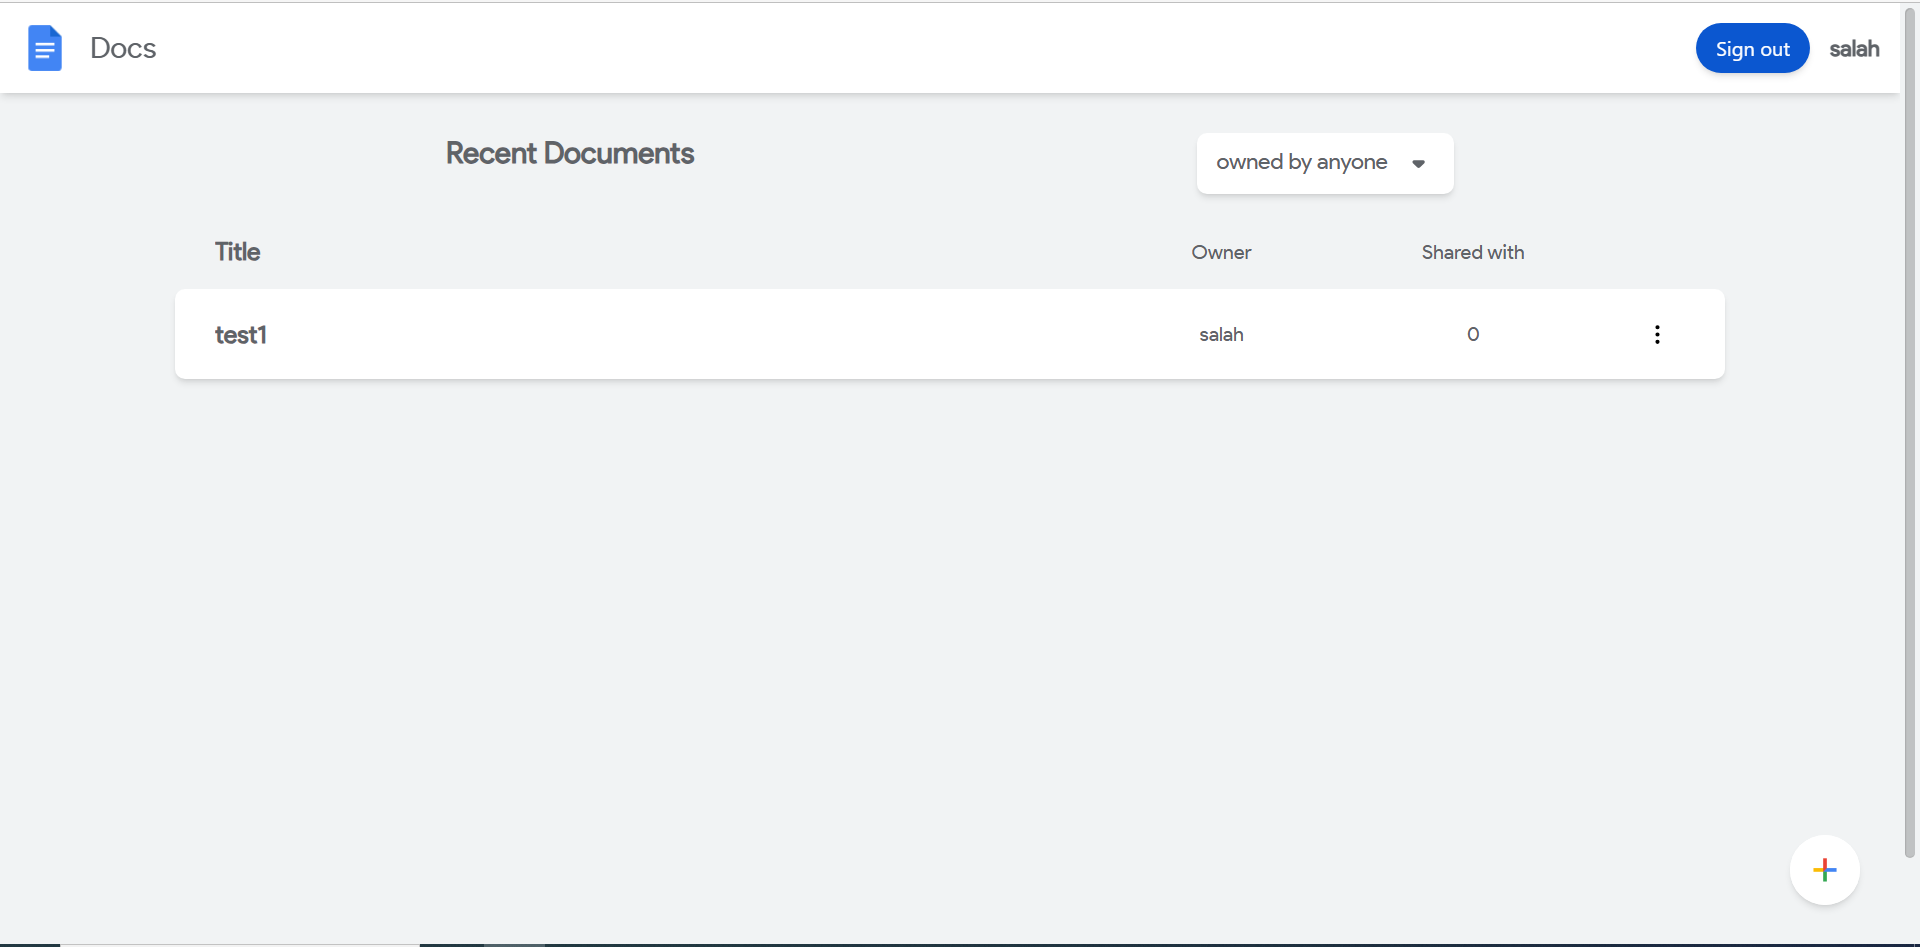 Docs
Sign out
salah
Recent Documents
owned by anyone
Title
Owner
Shared with
test1
salah
0